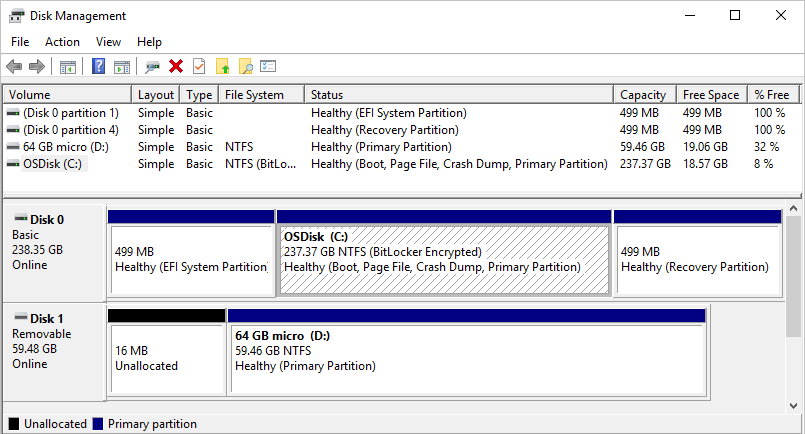 Disk Management
File Action View Help
Volume Layout Type File System Status Capacity Free Space % Free
(Disk 0 partition 1) Simple Basic Healthy (EFI System Partition) 499 MB 499 MB 100 %
(Disk 0 partition 4) Simple Basic Healthy (Recovery Partition) 499 MB 499 MB 100 %
64 GB micro (D:) Simple Basic NTFS Healthy (Primary Partition) 59.46 GB 19.06 GB 32 %
OSDisk (C:) Simple Basic NTFS (BitLo... Healthy (Boot, Page File, Crash Dump, Primary Partition) 237.37 GB 18.57 GB 8 %
Disk 0
Basic
238.35 GB
Online
499 MB
Healthy (EFI System Partition)
OSDisk (C:)
237.37 GB NTFS (BitLocker Encrypted)
Healthy (Boot, Page File, Crash Dump, Primary Partition)
499 MB
Healthy (Recovery Partition)
Disk 1
Removable
59.48 GB
Online
16 MB
Unallocated
64 GB micro (D:)
59.46 GB NTFS
Healthy (Primary Partition)
Unallocated Primary partition